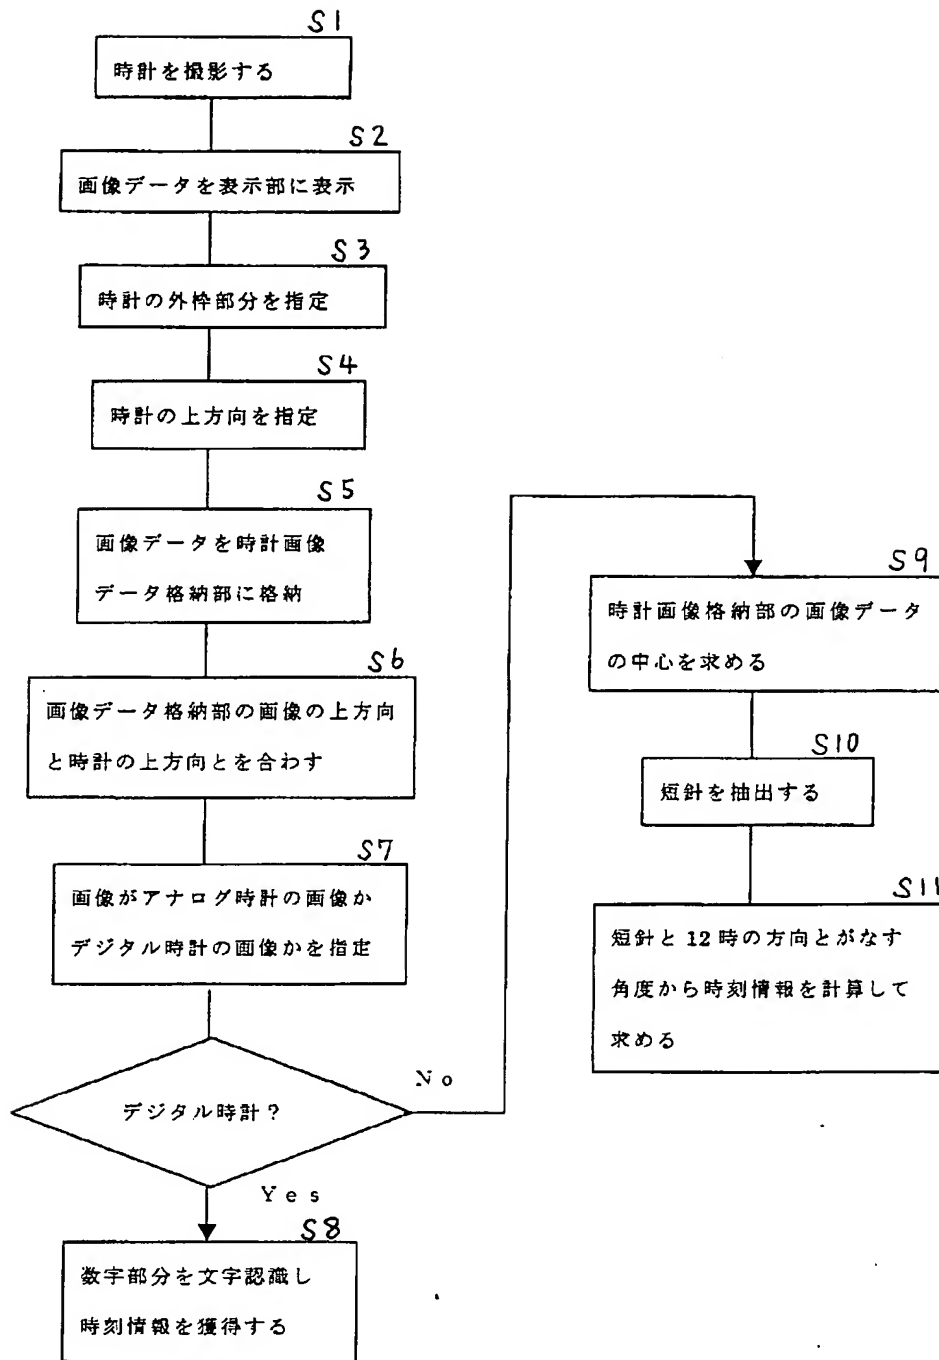 S1
時計を撮影する
S2
画像データを表示部に表示
S3
時計の外枠部分を指定
S4
時計の上方向を指定
S5
画像データを時計画像
データ格納部に格納
S6
画像データ格納部の画像の上方向
と時計の上方向とを合わす
S7
画像がアナログ時計の画像か
デジタル時計の画像かを指定
デジタル時計?
No
Yes
S8
数字部分を文字認識し
時刻情報を獲得する
S9
時計画像格納部の画像データ
の中心を求める
S10
短針を抽出する
S11
短針と12時の方向とがなす
角度から時刻情報を計算して
求める